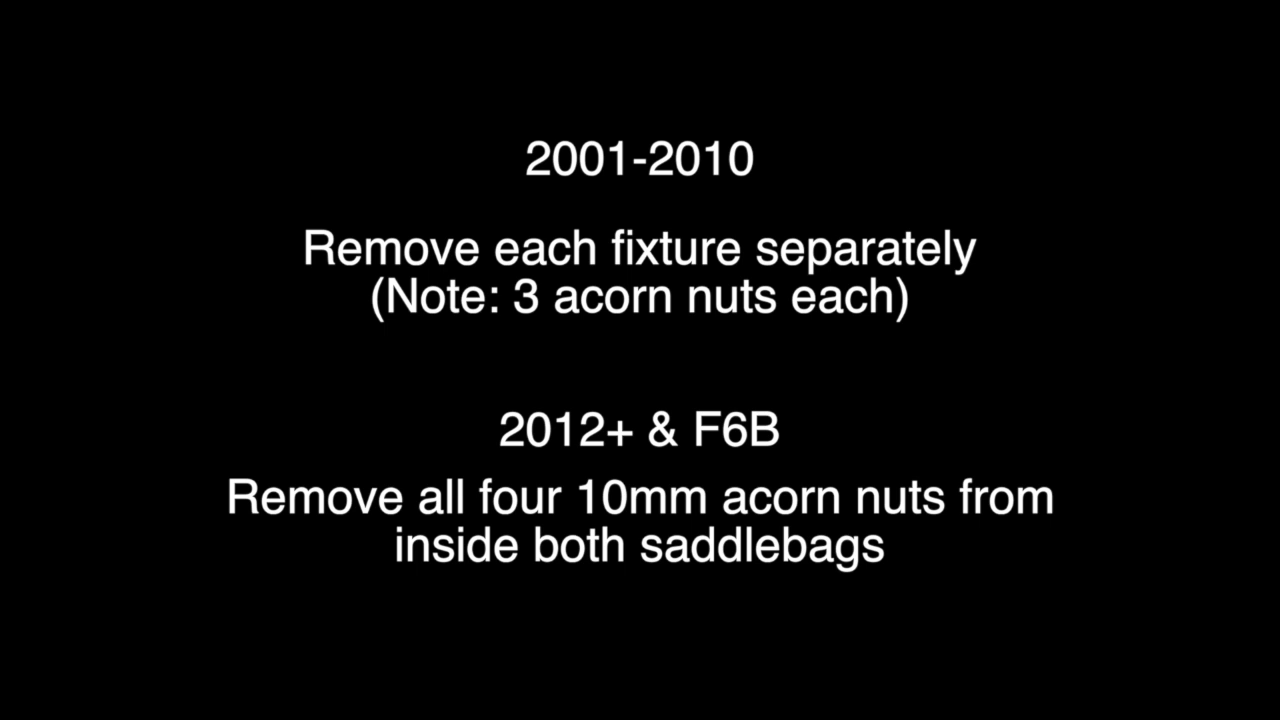 2001-2010
Remove each fixture separately
(Note: 3 acorn nuts each)
2012+ & F6B
Remove all four 10mm acorn nuts from
inside both saddlebags